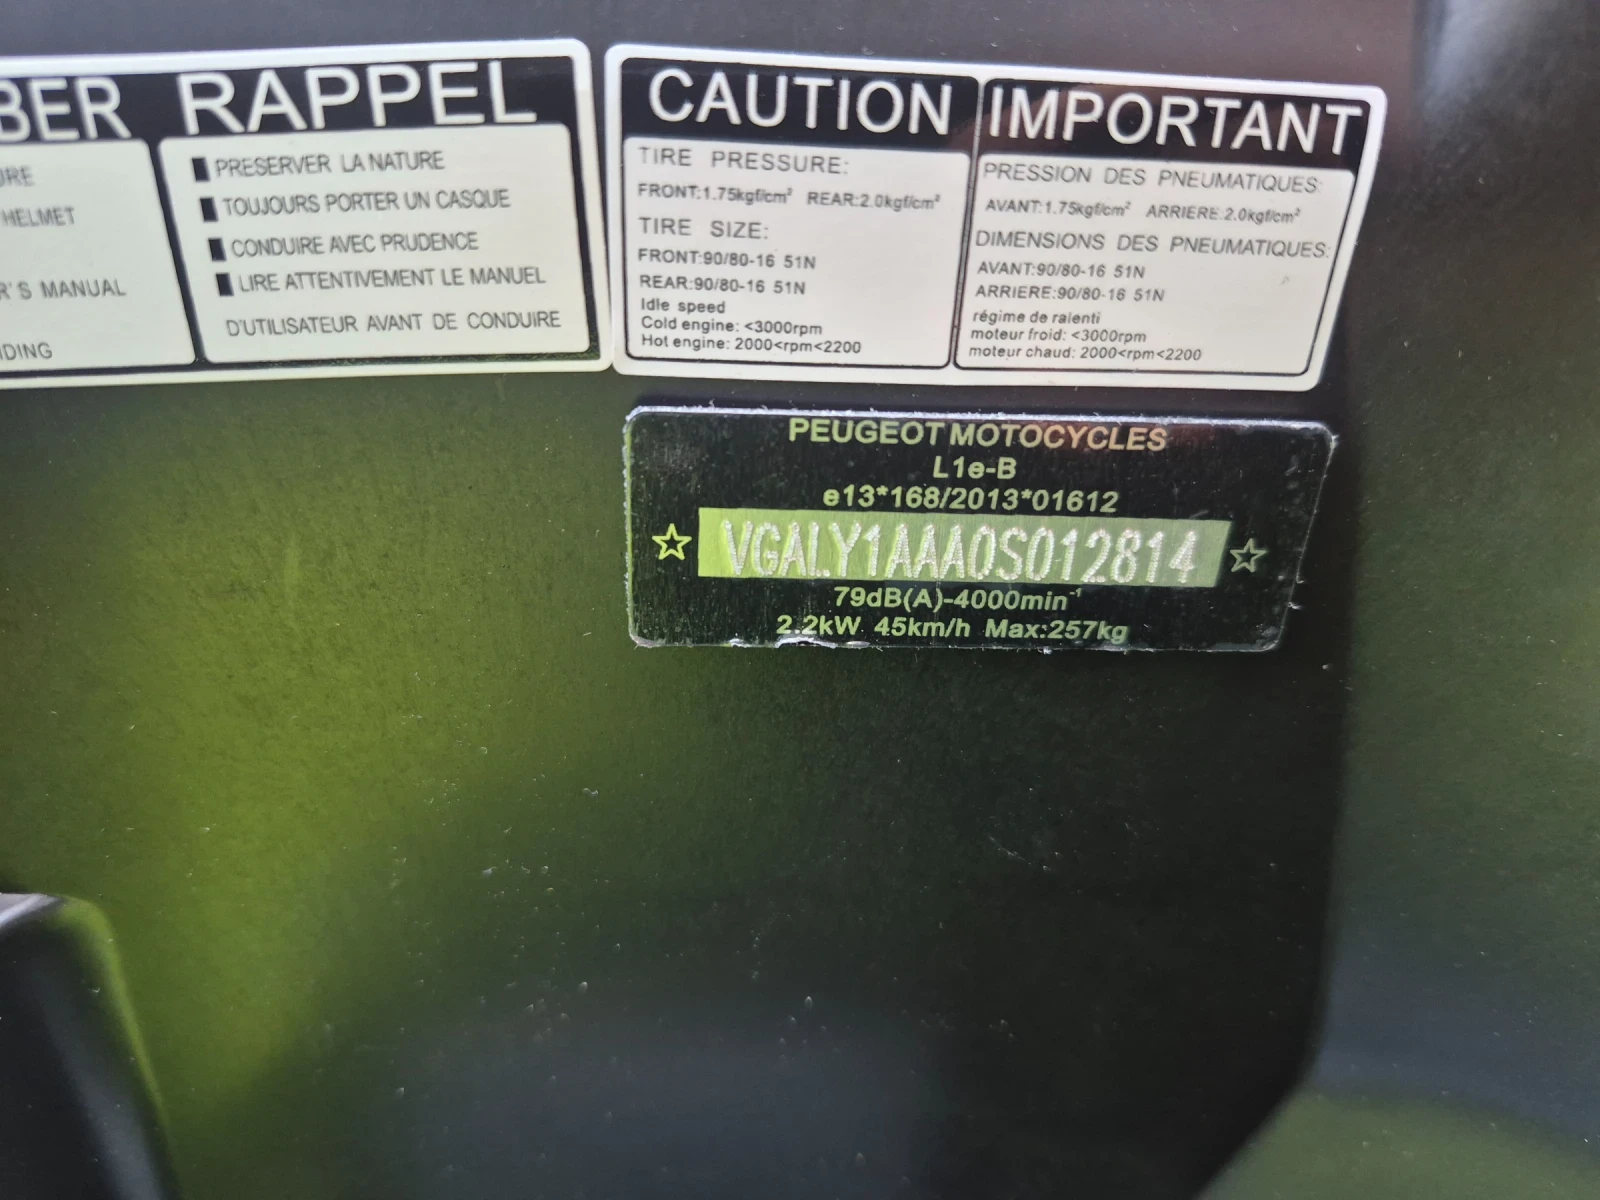 BER RAPPEL
URE
PRESERVER LA NATURE
HELMET
TOUJOURS PORTER UN CASQUE
CONDUIRE AVEC PRUDENCE
R'S MANUAL
LIRE ATTENTIVEMENT LE MANUEL
D'UTILISATEUR AVANT DE CONDUIRE
IDING
CAUTION
TIRE PRESSURE:
FRONT:1.75kgf/cm² REAR:2.0kgf/cm²
TIRE SIZE:
FRONT:90/80-16 51N
REAR:90/80-16 51N
Idle speed
Cold engine: <3000rpm
Hot engine: 2000<rpm<2200
IMPORTANT
PRESSION DES PNEUMATIQUES:
AVANT:1.75kgf/cm² ARRIERE:2.0kgf/cm²
DIMENSIONS DES PNEUMATIQUES:
AVANT:90/80-16 51N
ARRIERE:90/80-16 51N
régime de ralenti
moteur froid: <3000rpm
moteur chaud: 2000<rpm<2200
PEUGEOT MOTOCYCLES
L1e-B
e13*168/2013*01612
☆ VGALY1AAA0S012814 ☆
79dB(A)-4000min⁻¹
2.2kW 45km/h Max:257kg